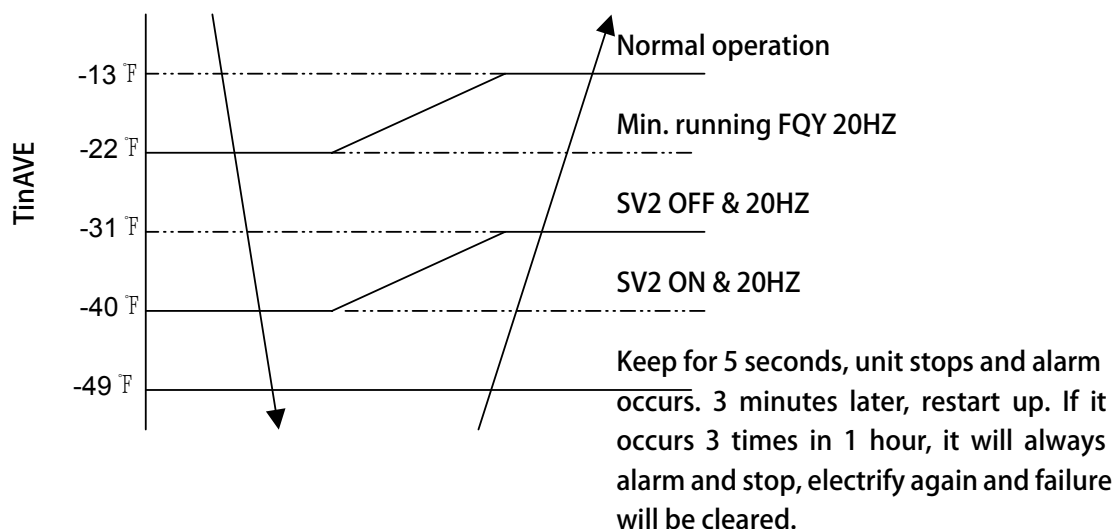 Normal operation
-13 ℉
Min. running FQY 20HZ
-22 ℉
TinAVE
SV2 OFF & 20HZ
-31 ℉
SV2 ON & 20HZ
-40 ℉
Keep for 5 seconds, unit stops and alarm
-49 ℉
occurs. 3 minutes later, restart up. If it
occurs 3 times in 1 hour, it will always
alarm and stop, electrify again and failure
will be cleared.